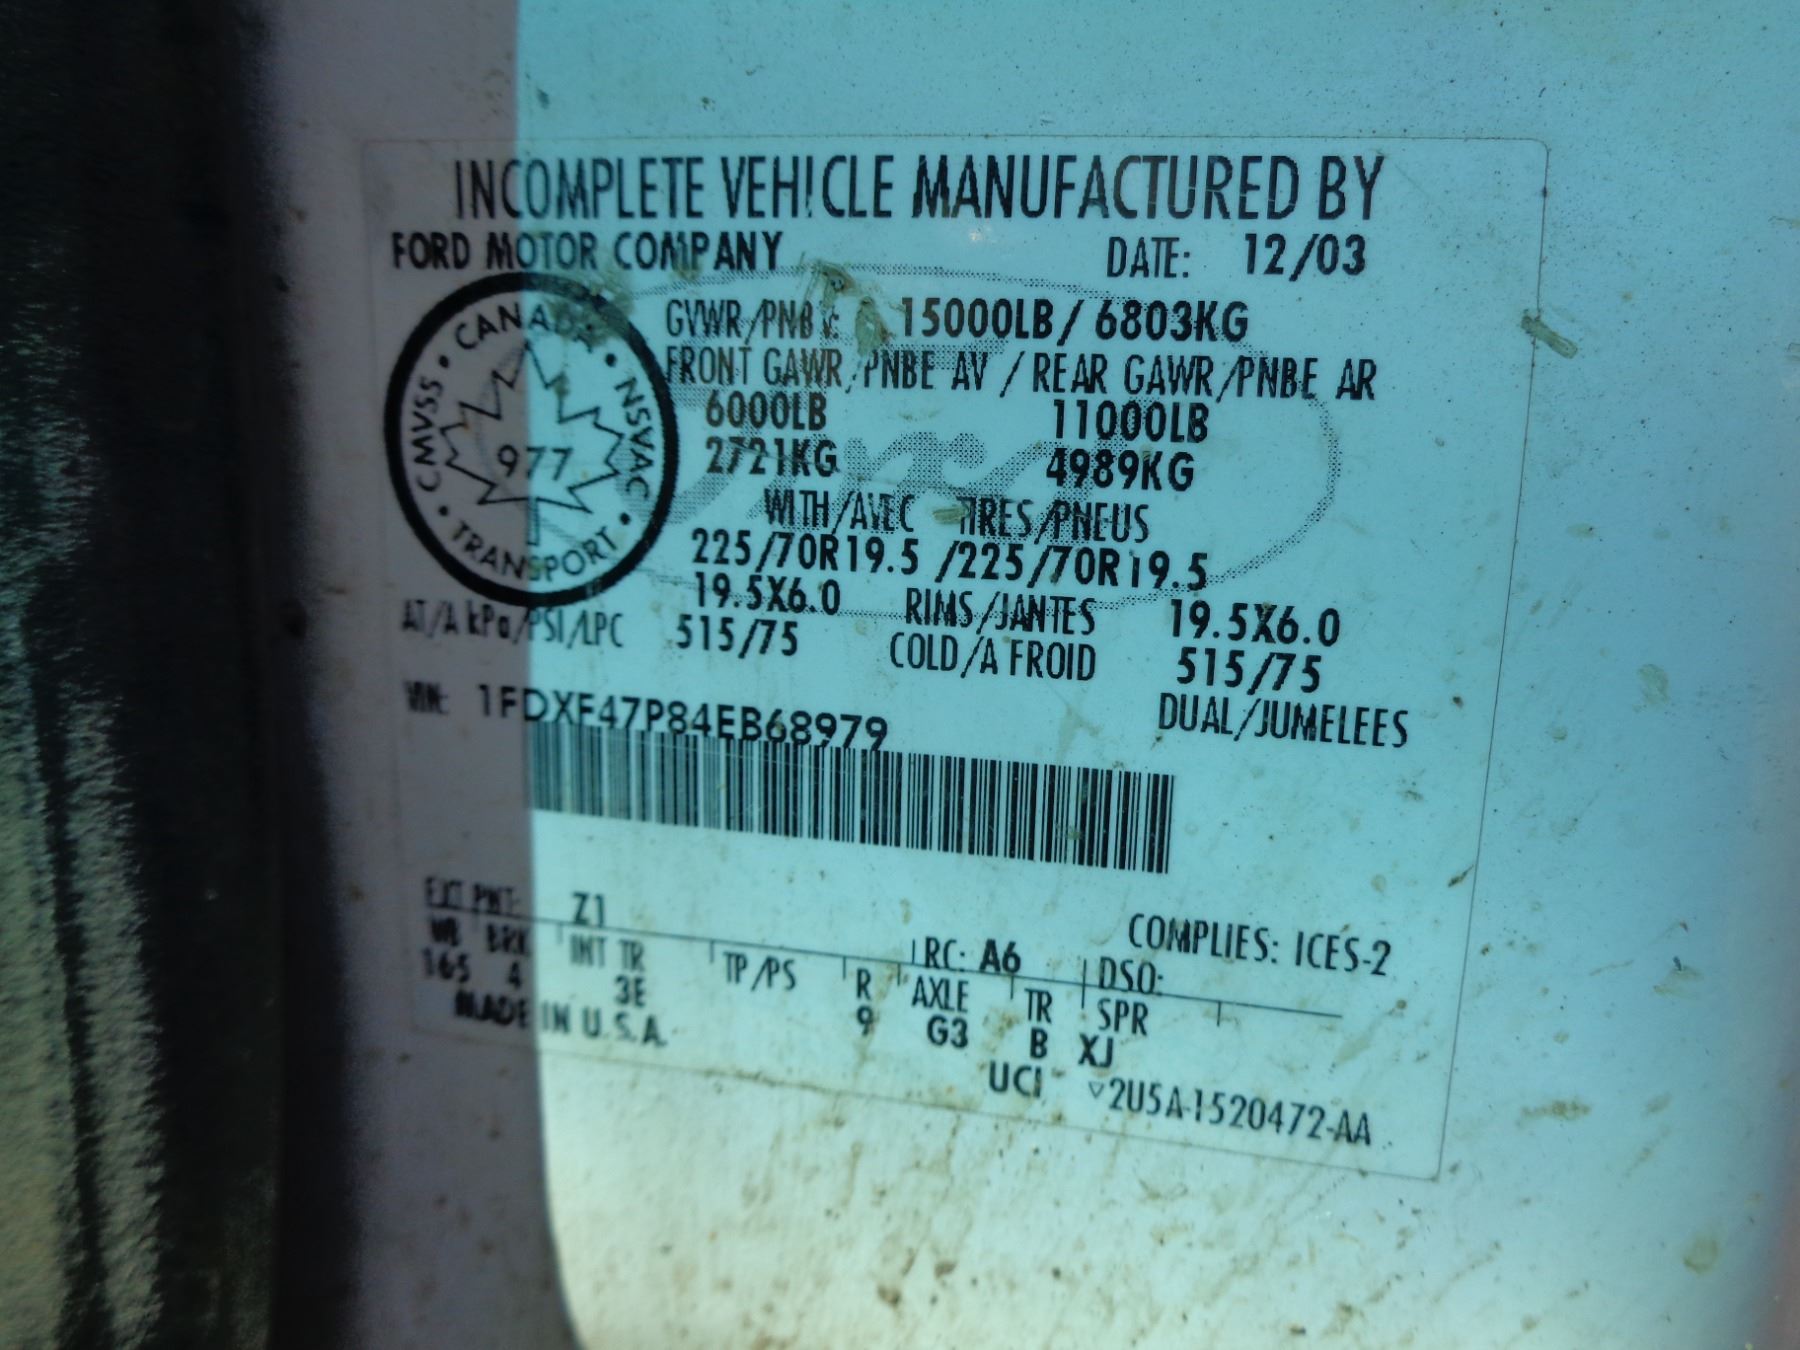 INCOMPLETE VEHICLE MANUFACTURED BY
FORD MOTOR COMPANY DATE: 12/03
CANADA • NSVAC • TRANSPORT • CMVSS •
977
GVWR/PNBV: 15000LB/ 6803KG
FRONT GAWR/PNBE AV / REAR GAWR/PNBE AR
6000LB 11000LB
2721KG 4989KG
WITH/AVEC TIRES/PNEUS
225/70R19.5 /225/70R19.5
19.5X6.0 RIMS/JANTES 19.5X6.0
AT/A kPa/PSI/LPC 515/75 COLD/A FROID 515/75
VIN: 1FDXF47P84EB68979 DUAL/JUMELEES
EXT PNT: Z1 COMPLIES: ICES-2
RC: A6 DSO:
WB BRK INT TR TP/PS R AXLE TR SPR
165 4 3E 9 G3 B XJ
MADE IN U.S.A. UCI ▽2U5A-1520472-AA